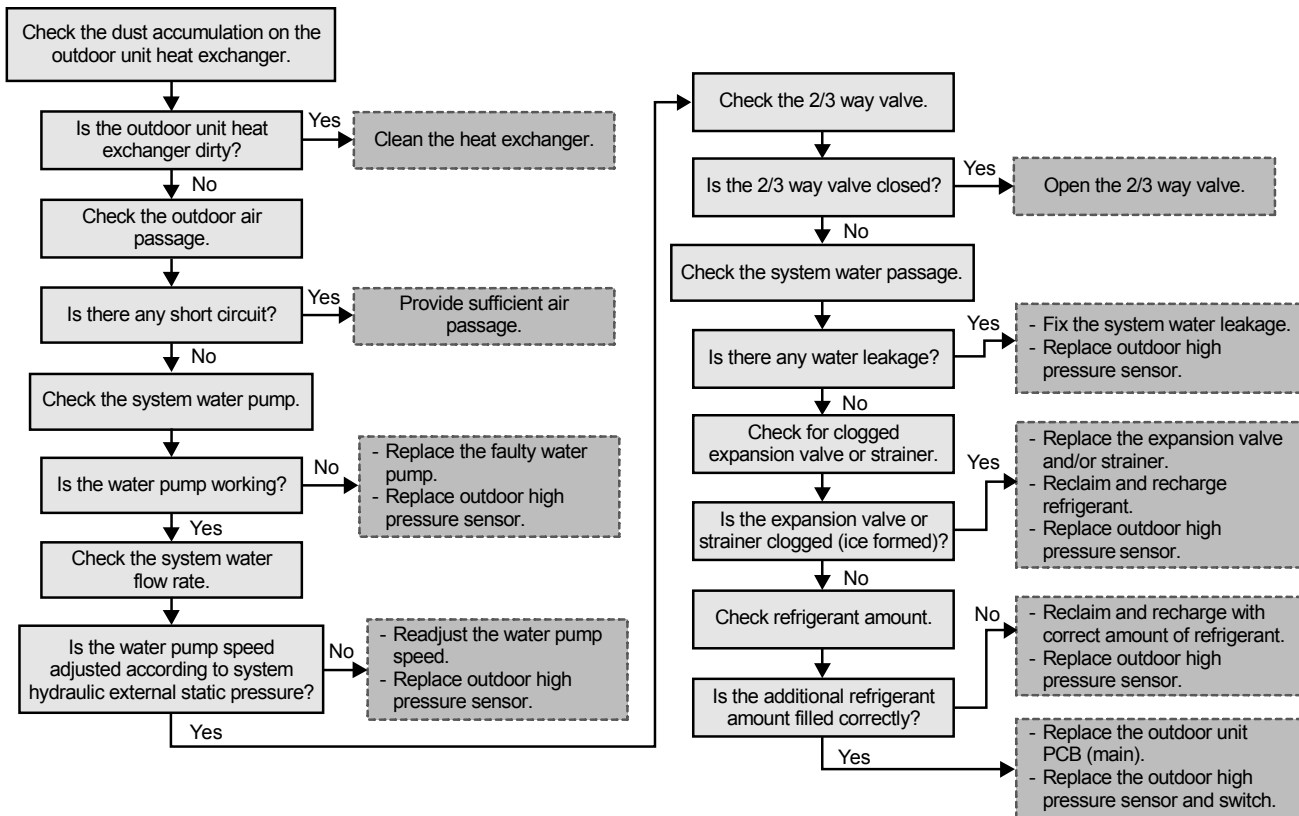 Check the dust accumulation on the
outdoor unit heat exchanger.
Is the outdoor unit heat
exchanger dirty?
Yes
Clean the heat exchanger.
No
Check the outdoor air
passage.
Is there any short circuit?
Yes
Provide sufficient air
passage.
No
Check the system water pump.
Is the water pump working?
No
- Replace the faulty water
pump.
- Replace outdoor high
pressure sensor.
Yes
Check the system water
flow rate.
Is the water pump speed
adjusted according to system
hydraulic external static pressure?
No
- Readjust the water pump
speed.
- Replace outdoor high
pressure sensor.
Yes
Check the 2/3 way valve.
Is the 2/3 way valve closed?
Yes
Open the 2/3 way valve.
No
Check the system water passage.
Is there any water leakage?
Yes
- Fix the system water leakage.
- Replace outdoor high
pressure sensor.
No
Check for clogged
expansion valve or strainer.
Is the expansion valve or
strainer clogged (ice formed)?
Yes
- Replace the expansion valve
and/or strainer.
- Reclaim and recharge
refrigerant.
- Replace outdoor high
pressure sensor.
No
Check refrigerant amount.
Is the additional refrigerant
amount filled correctly?
No
- Reclaim and recharge with
correct amount of refrigerant.
- Replace outdoor high
pressure sensor.
Yes
- Replace the outdoor unit
PCB (main).
- Replace the outdoor high
pressure sensor and switch.